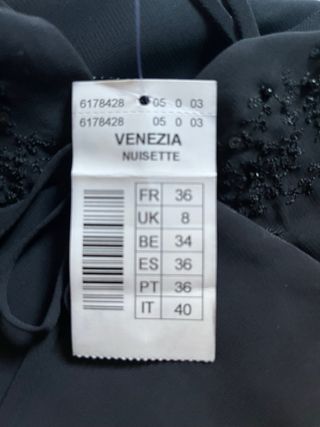 6178428 05 0 03
6178428 05 0 03
VENEZIA
NUISETTE
FR 36
UK 8
BE 34
ES 36
PT 36
IT 40